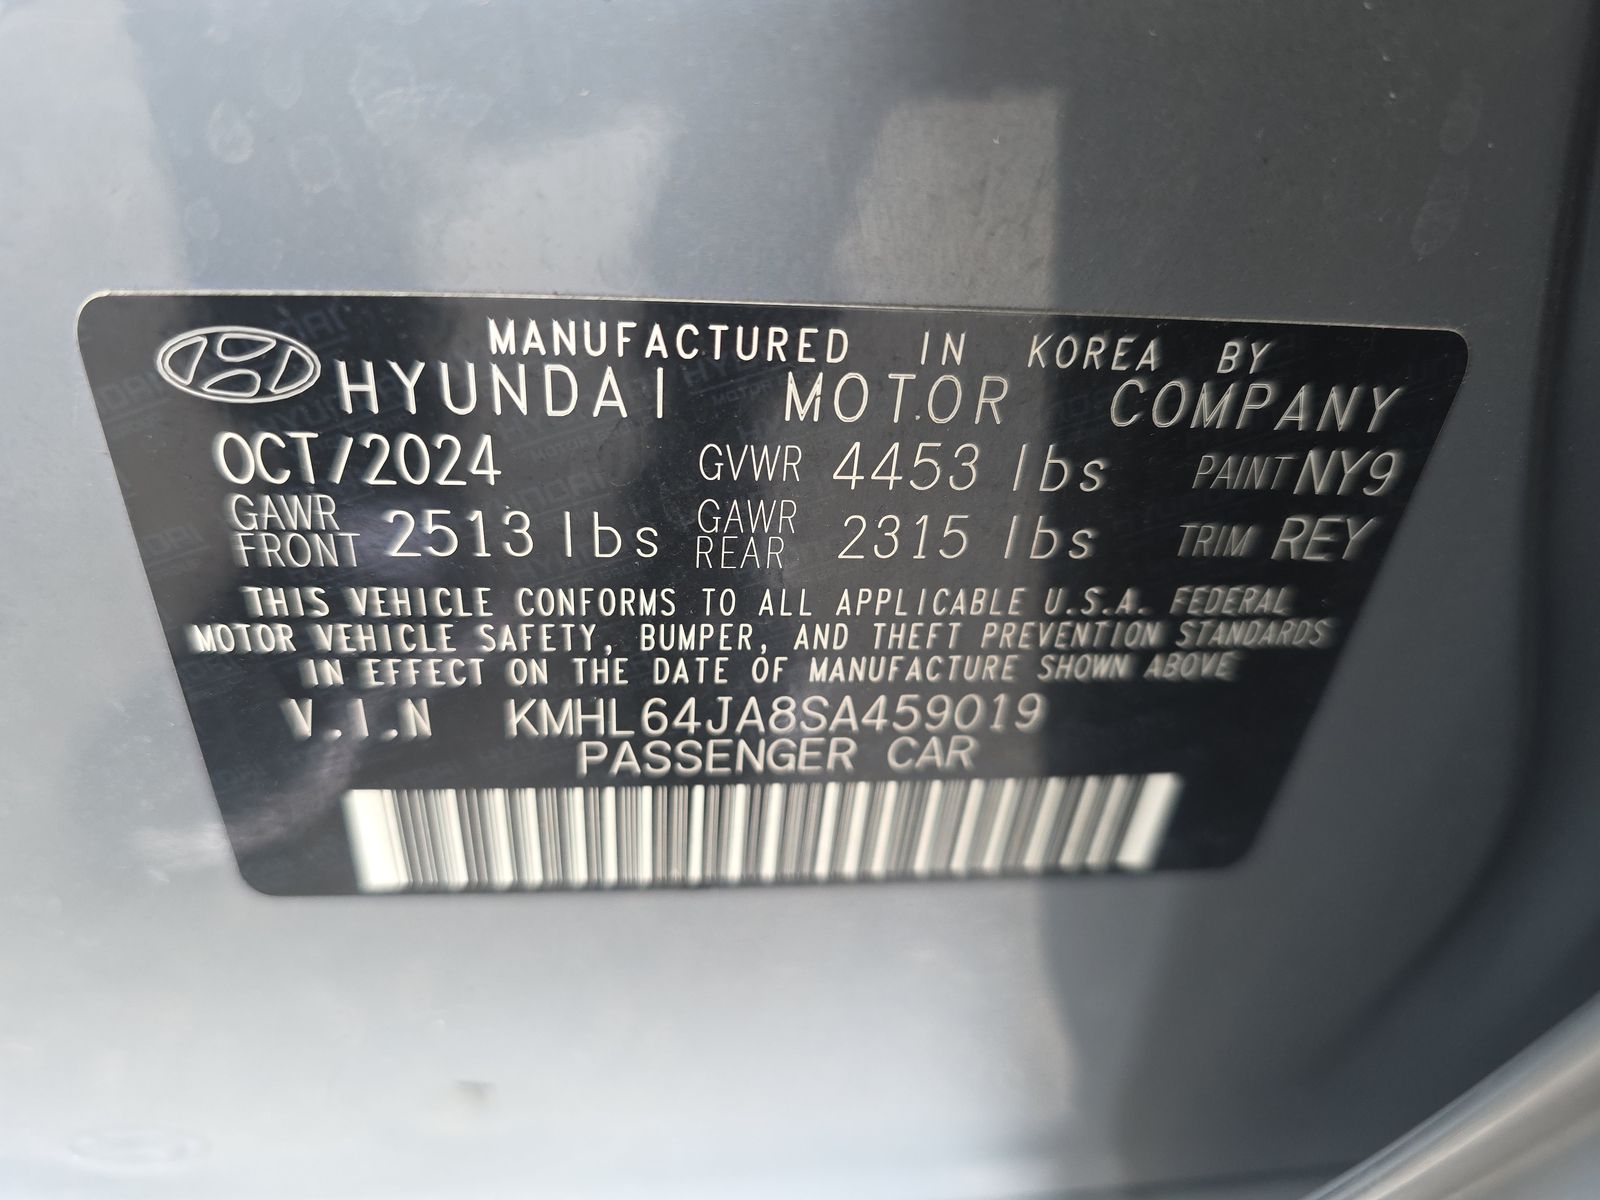 MANUFACTURED IN KOREA BY
HYUNDAI MOTOR COMPANY
OCT/2024 GVWR 4453 lbs PAINT NY9
GAWR FRONT 2513 lbs GAWR REAR 2315 lbs TRIM REY
THIS VEHICLE CONFORMS TO ALL APPLICABLE U.S.A. FEDERAL
MOTOR VEHICLE SAFETY, BUMPER, AND THEFT PREVENTION STANDARDS
IN EFFECT ON THE DATE OF MANUFACTURE SHOWN ABOVE
V.I.N KMHL64JA8SA459019
PASSENGER CAR